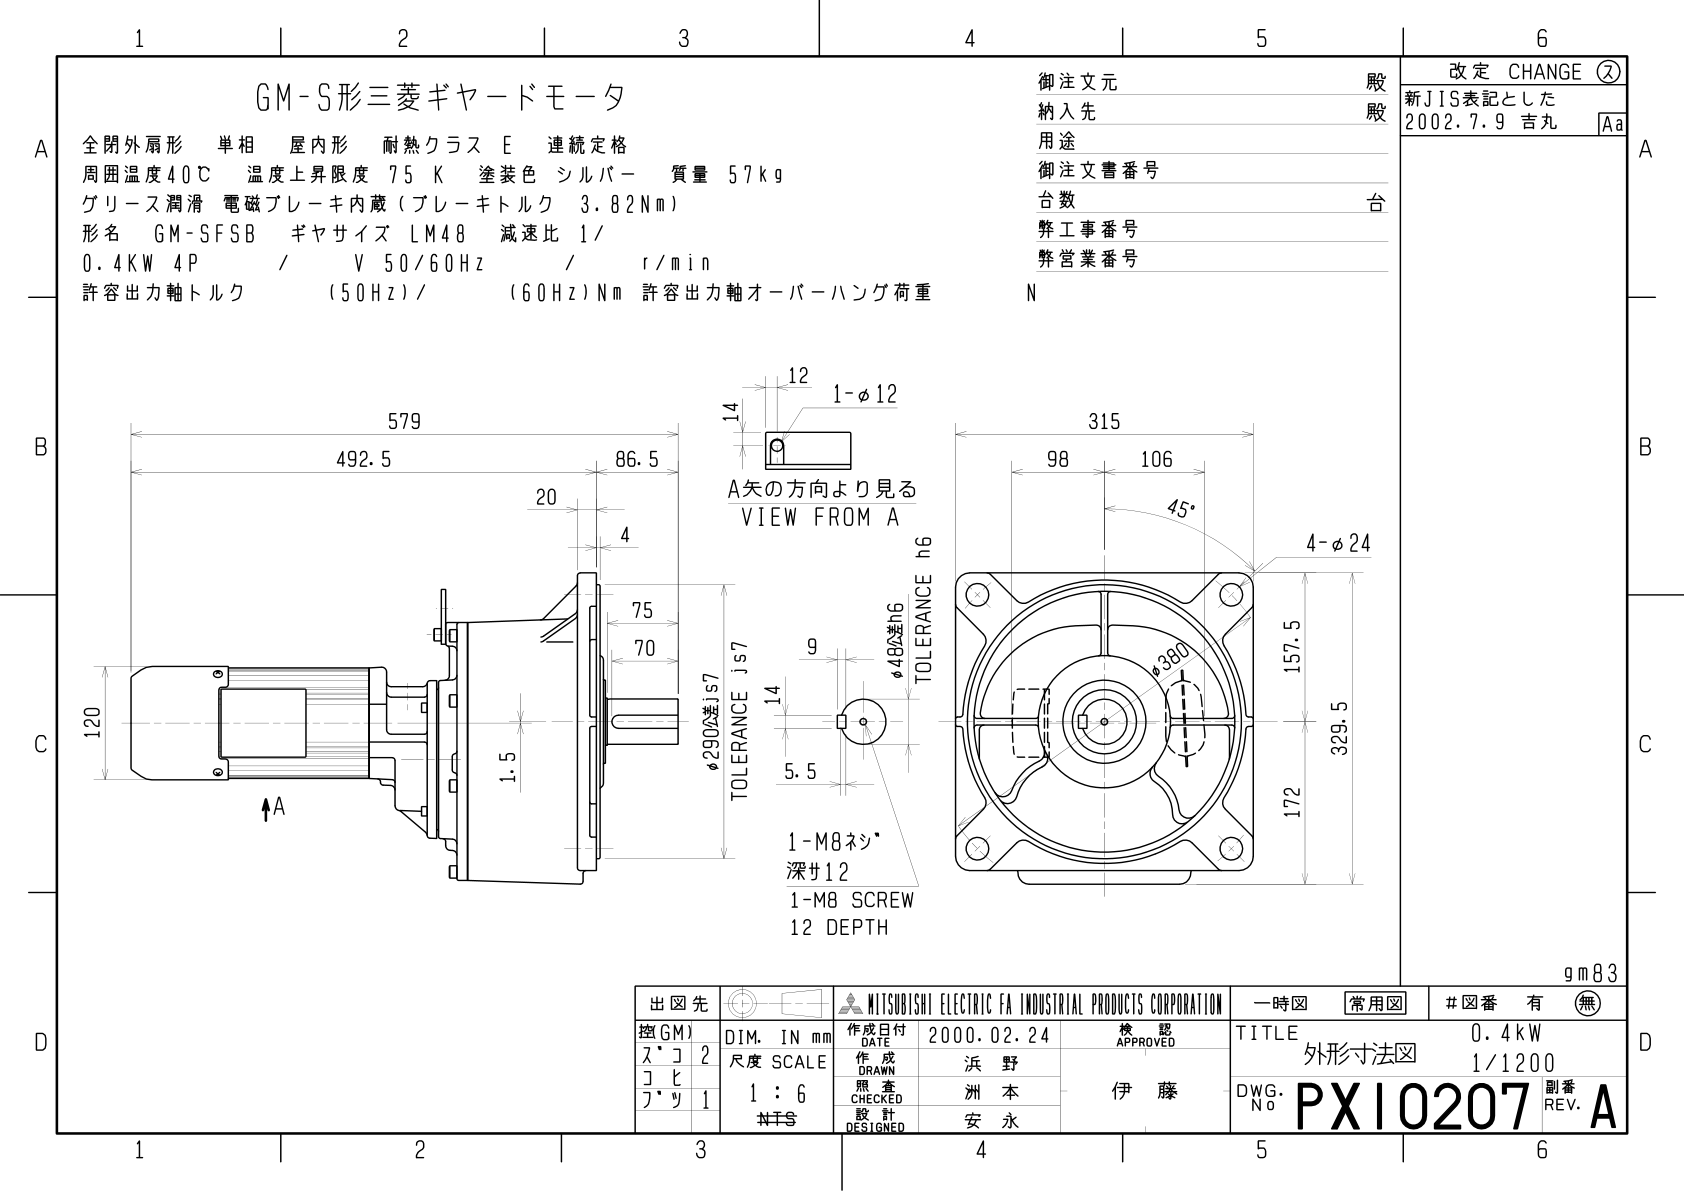 1 2 3 4 5 6
A
B
C
D
A
B
C
D
1 2 3 4 5 6
GM-S形三菱ギヤードモータ
全閉外扇形 単相 屋内形 耐熱クラス E 連続定格
周囲温度40℃ 温度上昇限度 75 K 塗装色 シルバー 質量 57kg
グリース潤滑 電磁ブレーキ内蔵(ブレーキトルク 3.82Nm)
形名 GM-SFSB ギヤサイズ LM48 減速比 1/
0.4KW 4P / V 50/60Hz / r/min
許容出力軸トルク (50Hz)/ (60Hz)Nm 許容出力軸オーバーハング荷重 N
御注文元 殿
納入先 殿
用途
御注文書番号
台数 台
弊工事番号
弊営業番号
改定 CHANGE ス
新JIS表記とした
2002.7.9 吉丸 Aa
579
492.5 86.5
20
4
75
70
120
1.5
A
φ290公差js7
TOLERANCE js7
12
14
1-φ12
A矢の方向より見る
VIEW FROM A
9
14
5.5
φ48公差h6
TOLERANCE h6
1-M8ネジ
深サ12
1-M8 SCREW
12 DEPTH
315
98 106
45°
4-φ24
φ380
157.5
172
329.5
gm83
出図先
控(GM)
ズコ 2
コヒ
ブツ 1
DIM. IN mm
尺度 SCALE
1 : 6
NTS
MITSUBISHI ELECTRIC FA INDUSTRIAL PRODUCTS CORPORATION
作成日付
DATE
2000.02.24
検 認
APPROVED
作 成
DRAWN
浜 野
照 査
CHECKED
洲 本
伊 藤
設 計
DESIGNED
安 永
一時図 常用図 #図番 有 無
TITLE
外形寸法図
0.4kW
1/1200
DWG.
No
PX10207
副番
REV.
A